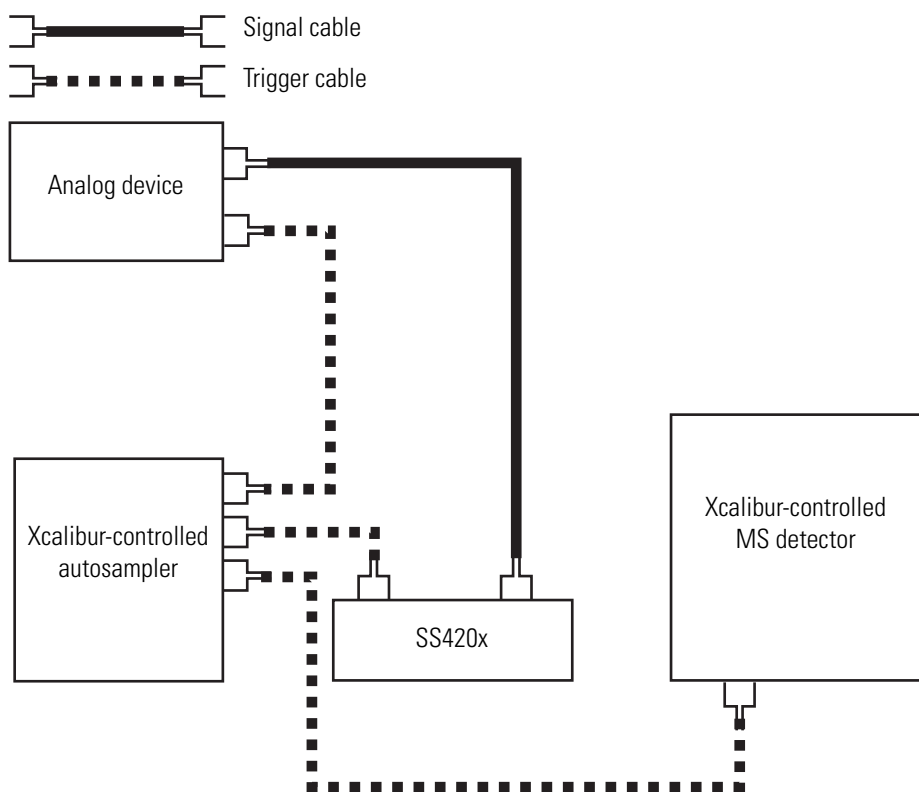 Signal cable
Trigger cable
Analog device
Xcalibur-controlled
autosampler
SS420x
Xcalibur-controlled
MS detector